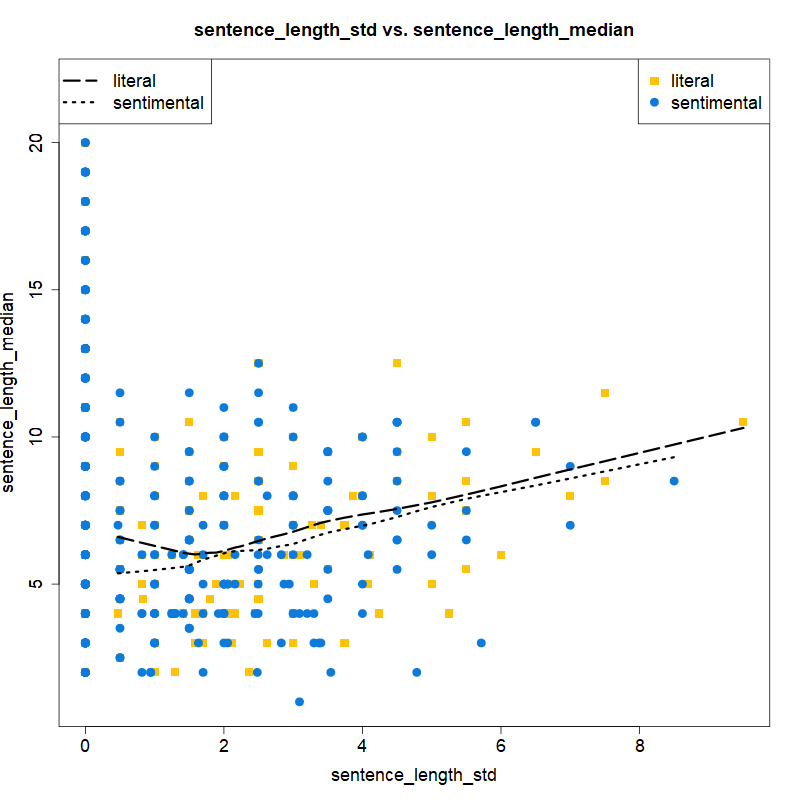 sentence_length_std vs. sentence_length_median
literal
sentimental
literal
sentimental
20
15
10
5
sentence_length_median
0 2 4 6 8
sentence_length_std